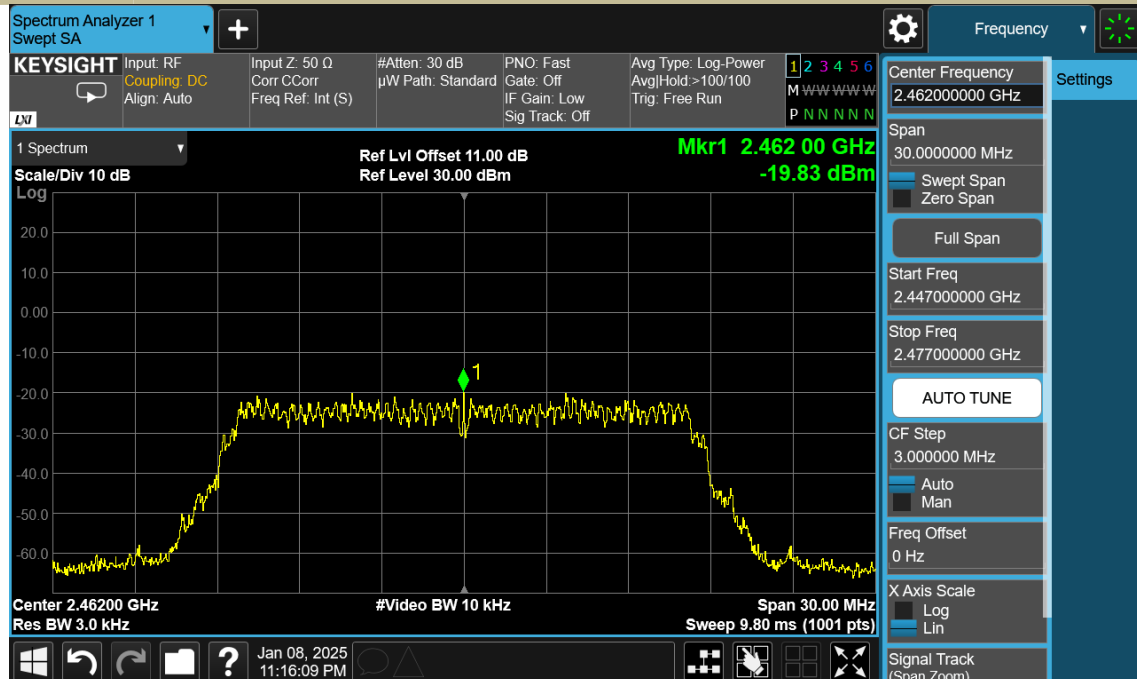 Spectrum Analyzer 1
Swept SA
Frequency
KEYSIGHT
Input: RF
Coupling: DC
Align: Auto
Input Z: 50 Ω
Corr CCorr
Freq Ref: Int (S)
#Atten: 30 dB
µW Path: Standard
PNO: Fast
Gate: Off
IF Gain: Low
Sig Track: Off
Avg Type: Log-Power
Avg|Hold:>100/100
Trig: Free Run
1 2 3 4 5 6
M W W W W W
P N N N N N
LXI
1 Spectrum
Scale/Div 10 dB
Log
Ref Lvl Offset 11.00 dB
Ref Level 30.00 dBm
Mkr1 2.462 00 GHz
-19.83 dBm
20.0
10.0
0.00
-10.0
-20.0
-30.0
-40.0
-50.0
-60.0
1
Center 2.46200 GHz
Res BW 3.0 kHz
#Video BW 10 kHz
Span 30.00 MHz
Sweep 9.80 ms (1001 pts)
?
Jan 08, 2025
11:16:09 PM
Center Frequency
2.462000000 GHz
Span
30.0000000 MHz
Swept Span
Zero Span
Full Span
Start Freq
2.447000000 GHz
Stop Freq
2.477000000 GHz
AUTO TUNE
CF Step
3.000000 MHz
Auto
Man
Freq Offset
0 Hz
X Axis Scale
Log
Lin
Signal Track
(Span Zoom)
Settings